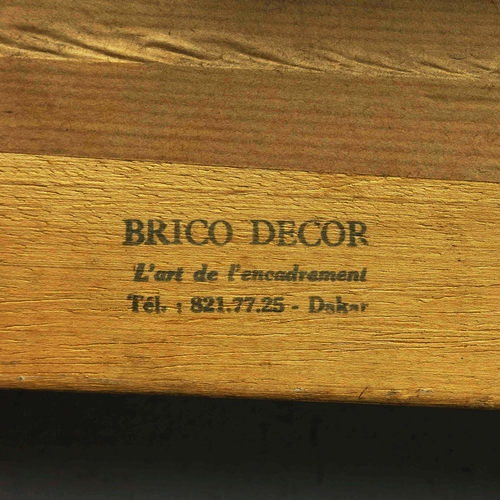 BRICO DECOR
L'art de l'encadrement
Tél. : 821.77.25 - Dakar